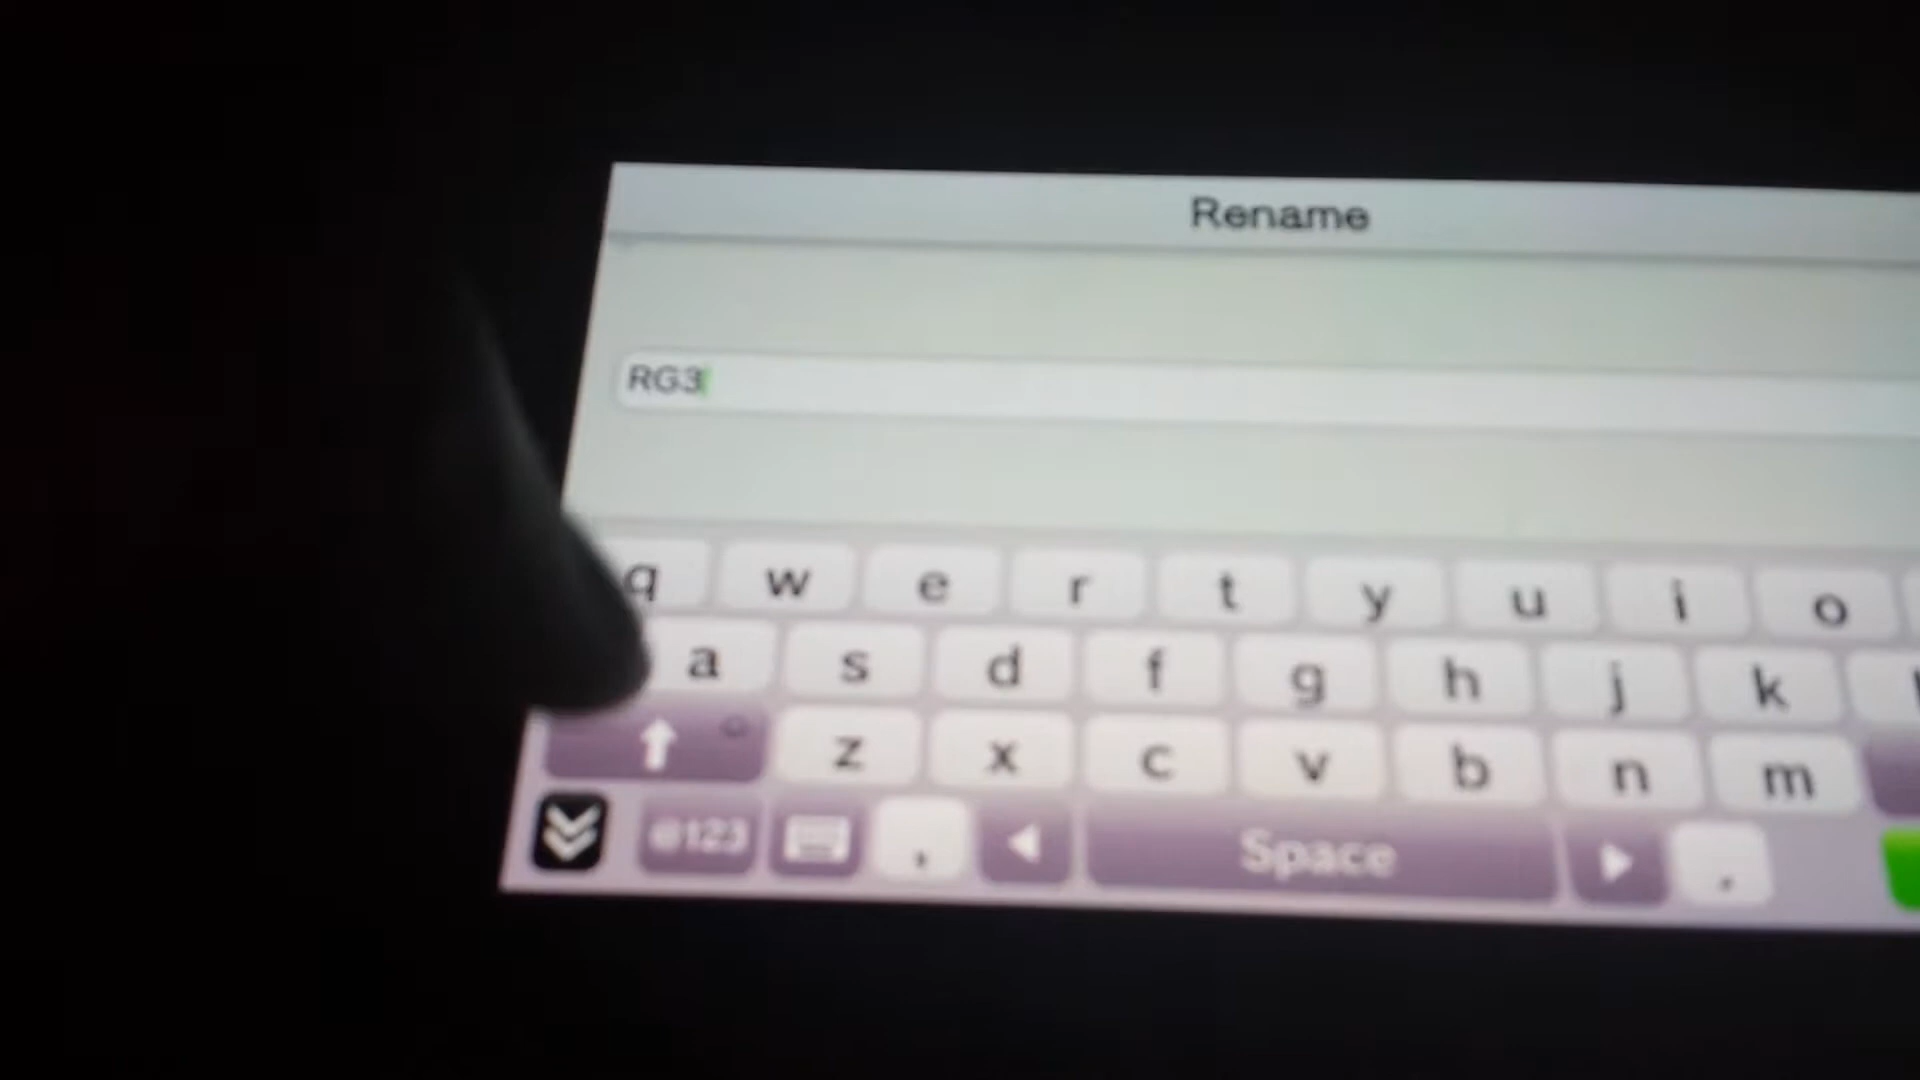 Rename
RG3
q w e r t y u i o
a s d f g h j k
z x c v b n m
@123 , Space .